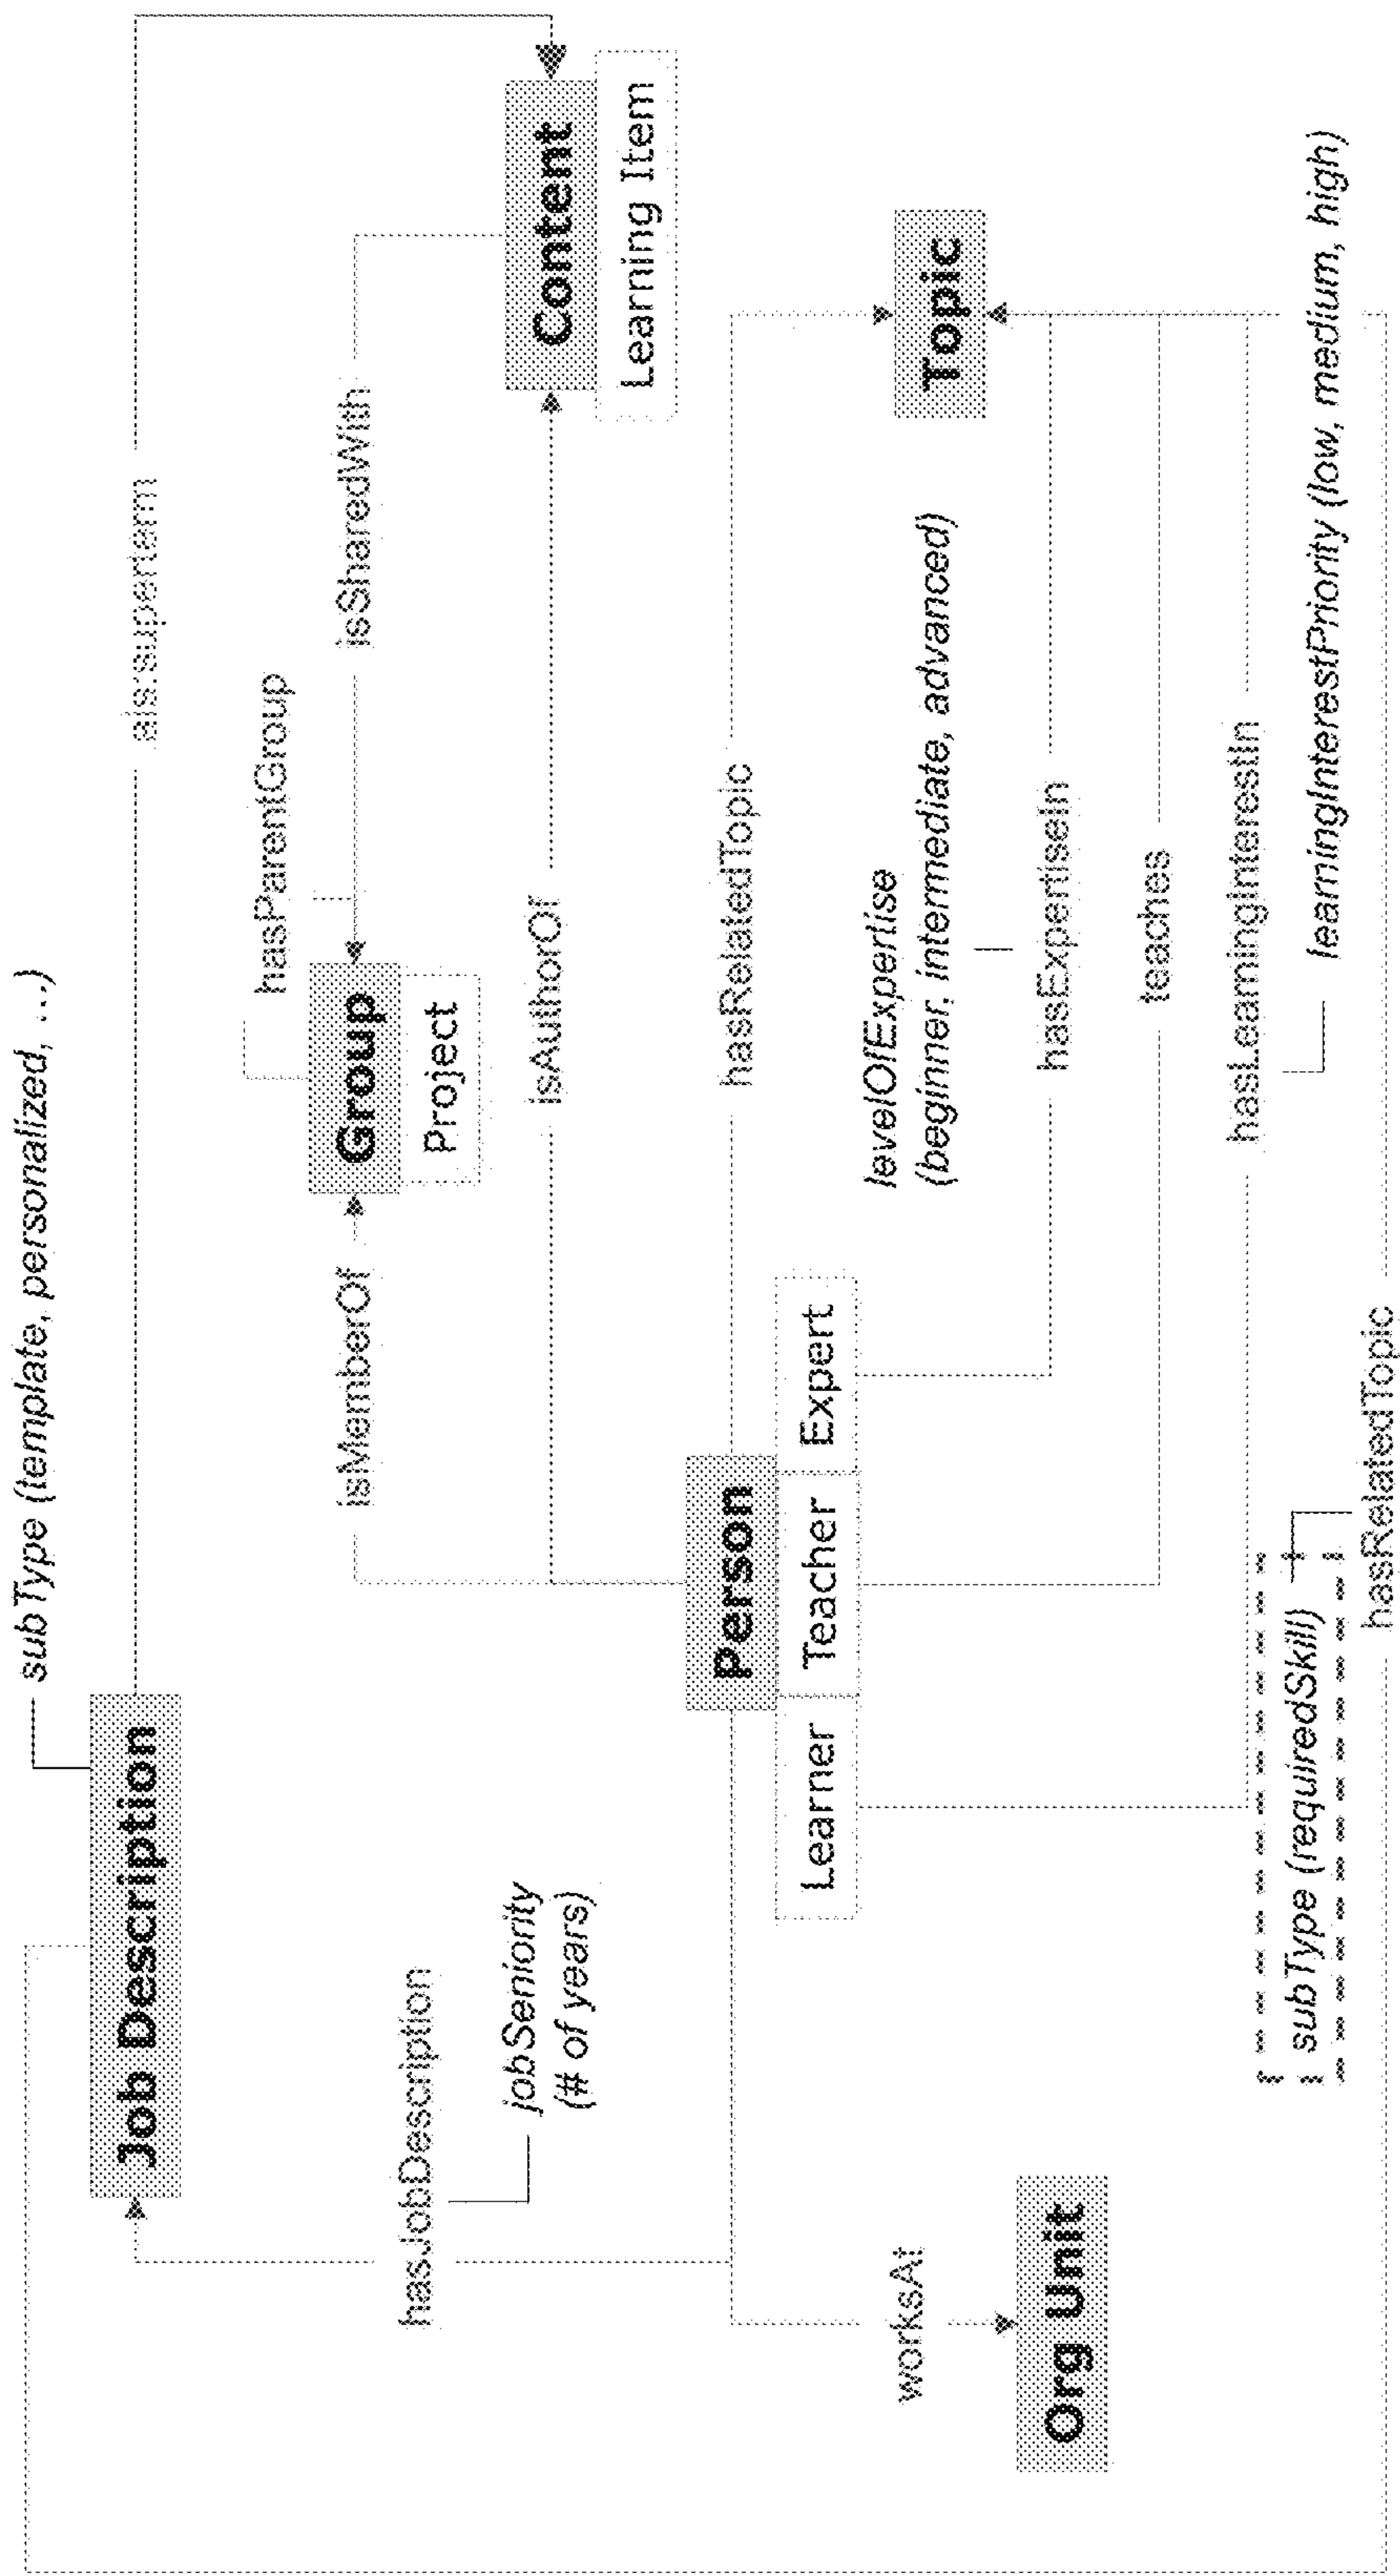 subType (template, personalized, ...)
Job Description
als:superterm
hasParentGroup
isMemberOf
Group
isSharedWith
Project
hasJobDescription
jobSeniority
(# of years)
isAuthorOf
Content
Learning Item
Person
hasRelatedTopic
Learner
Teacher
Expert
levelOfExpertise
(beginner, intermediate, advanced)
Topic
worksAt
Org Unit
hasExpertiseIn
teaches
hasLearningInterestIn
subType (requiredSkill)
learningInterestPriority (low, medium, high)
hasRelatedTopic